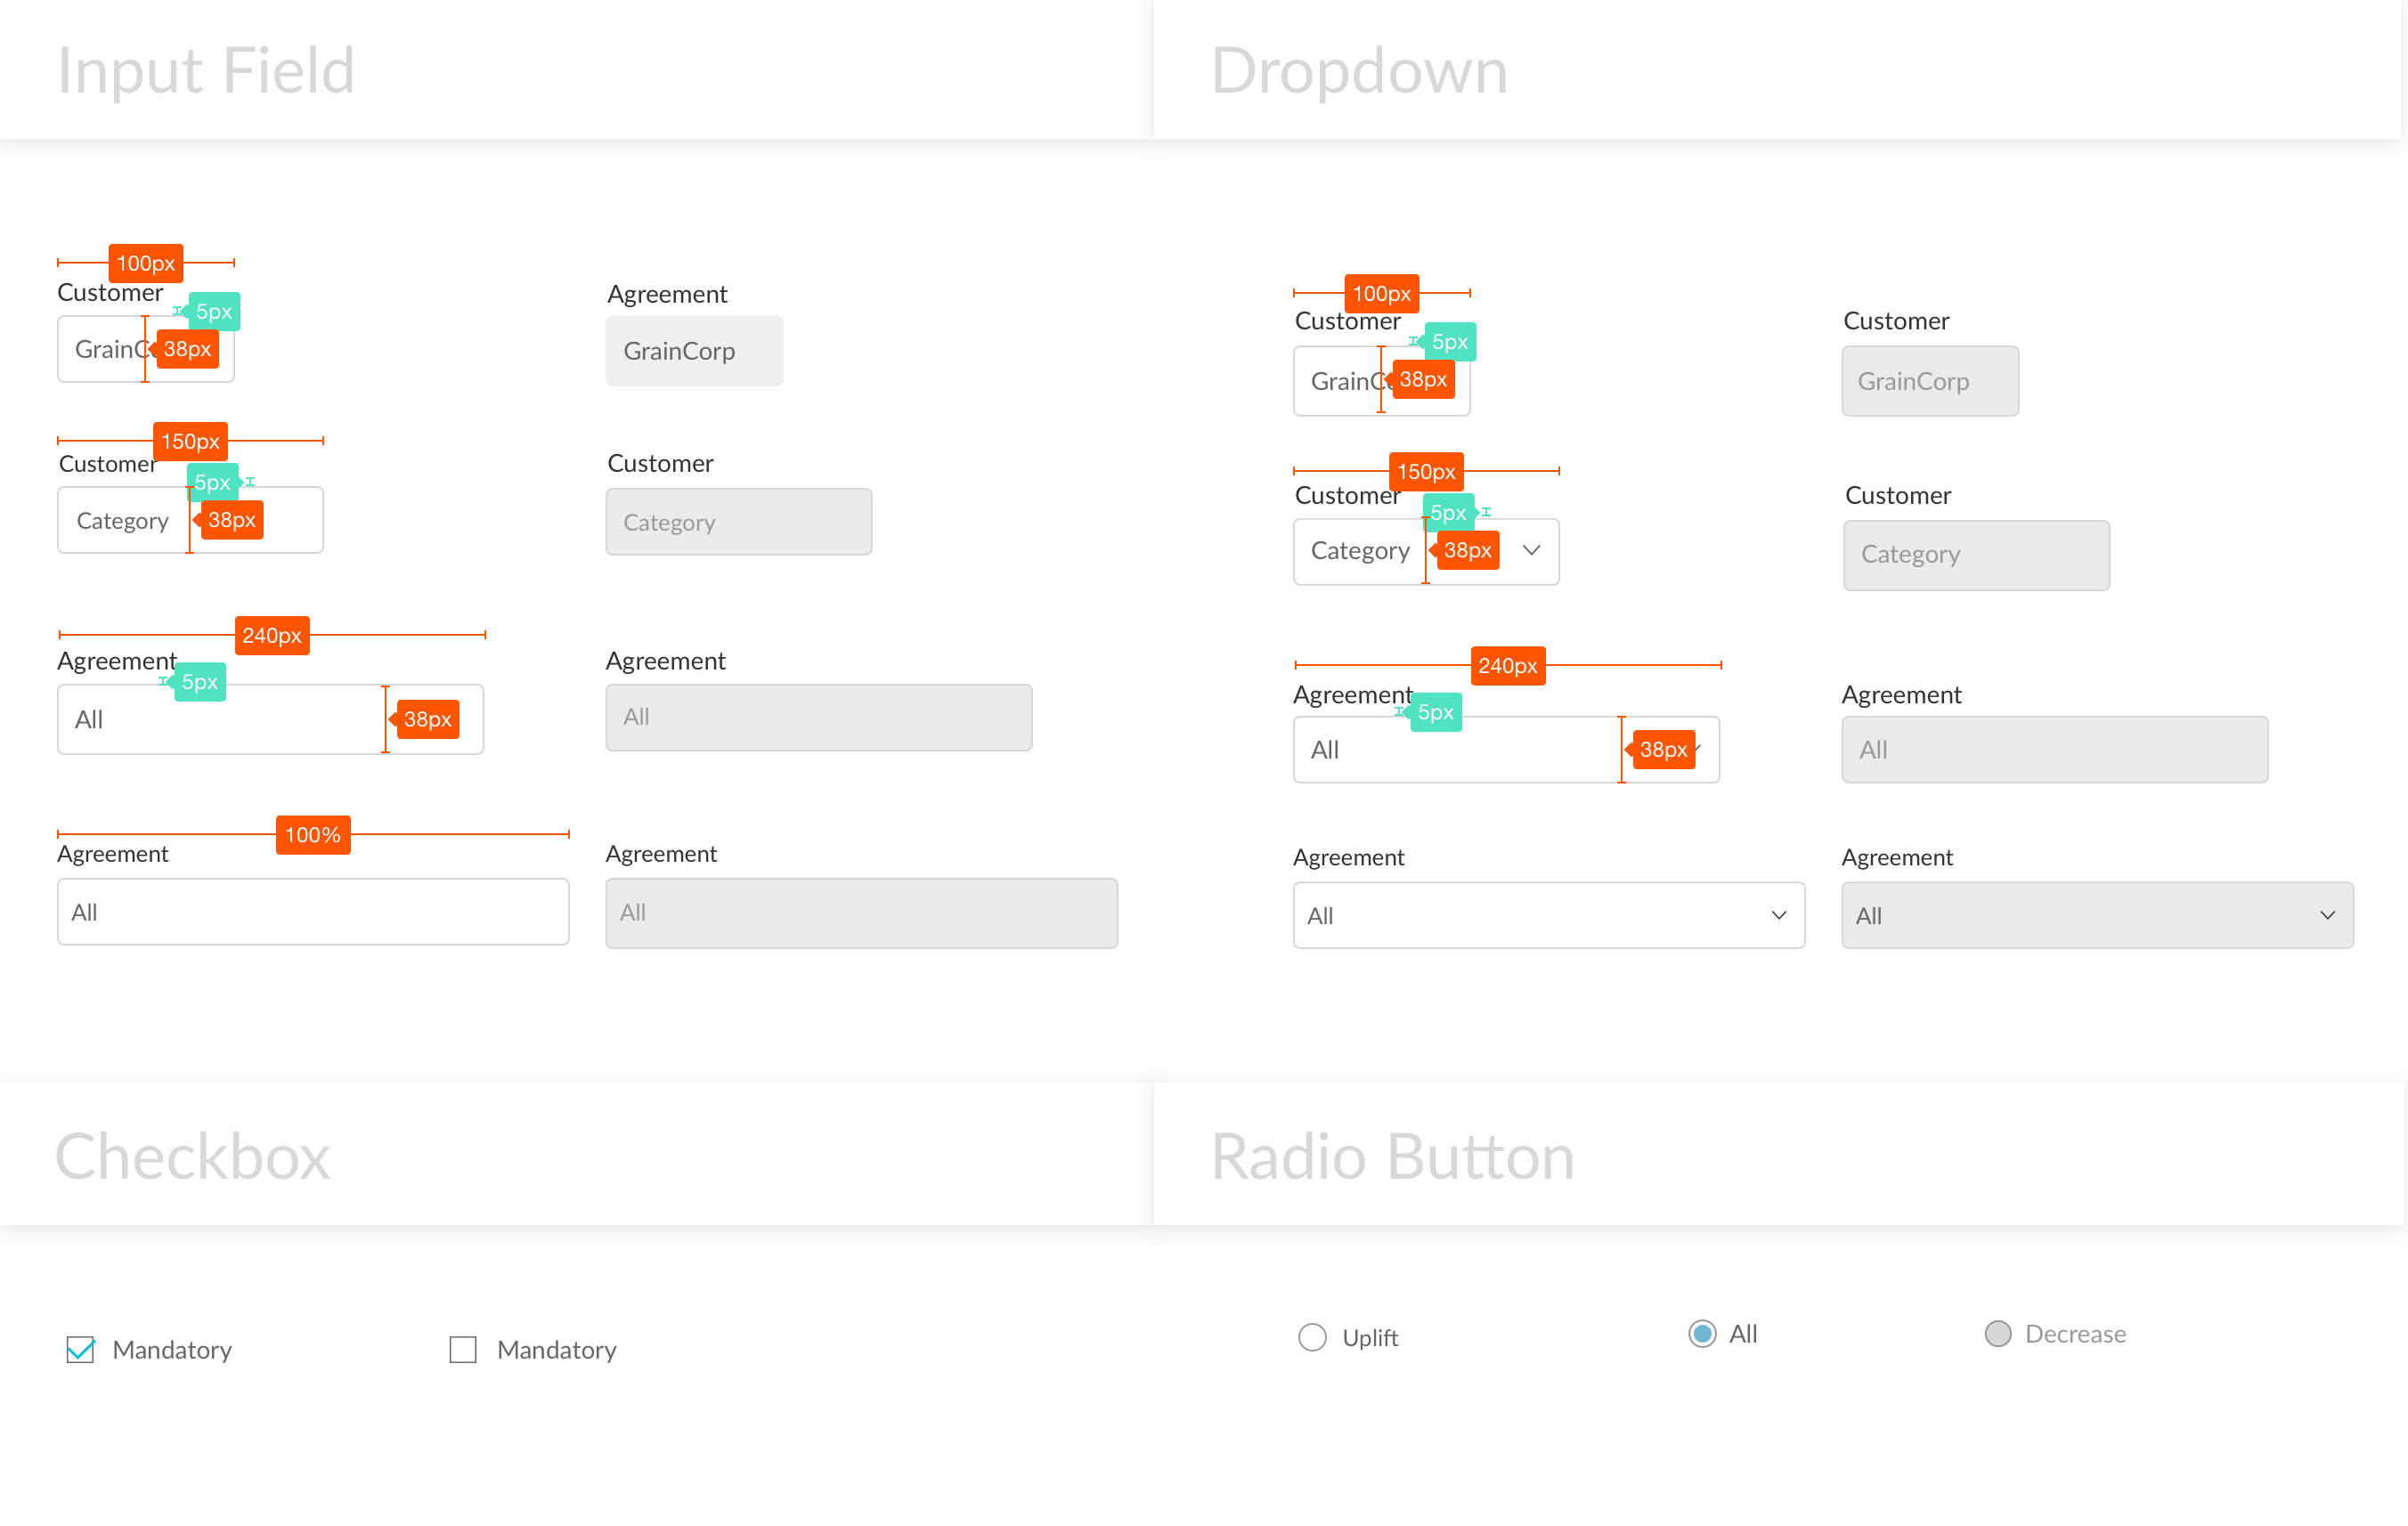 Input Field
100px
Customer
5px
GrainC
38px
Agreement
GrainCorp
150px
Customer
5px
Category
38px
Customer
Category
240px
Agreement
5px
All
38px
Agreement
All
100%
Agreement
All
Agreement
All
Dropdown
100px
Customer
5px
GrainC
38px
Customer
GrainCorp
150px
Customer
5px
Category
38px
Customer
Category
240px
Agreement
5px
All
38px
Agreement
All
Agreement
All
Agreement
All
Checkbox
Mandatory
Mandatory
Radio Button
Uplift
All
Decrease